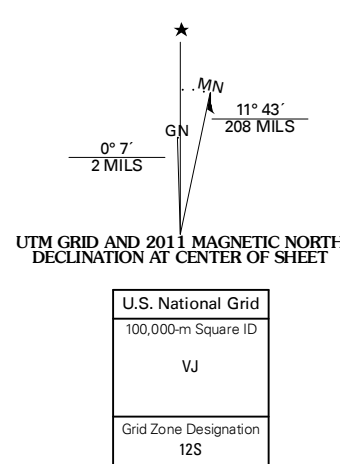 MN
11° 43´
208 MILS
GN
0° 7´
2 MILS
UTM GRID AND 2011 MAGNETIC NORTH
DECLINATION AT CENTER OF SHEET
U.S. National Grid
100,000-m Square ID
VJ
Grid Zone Designation
12S